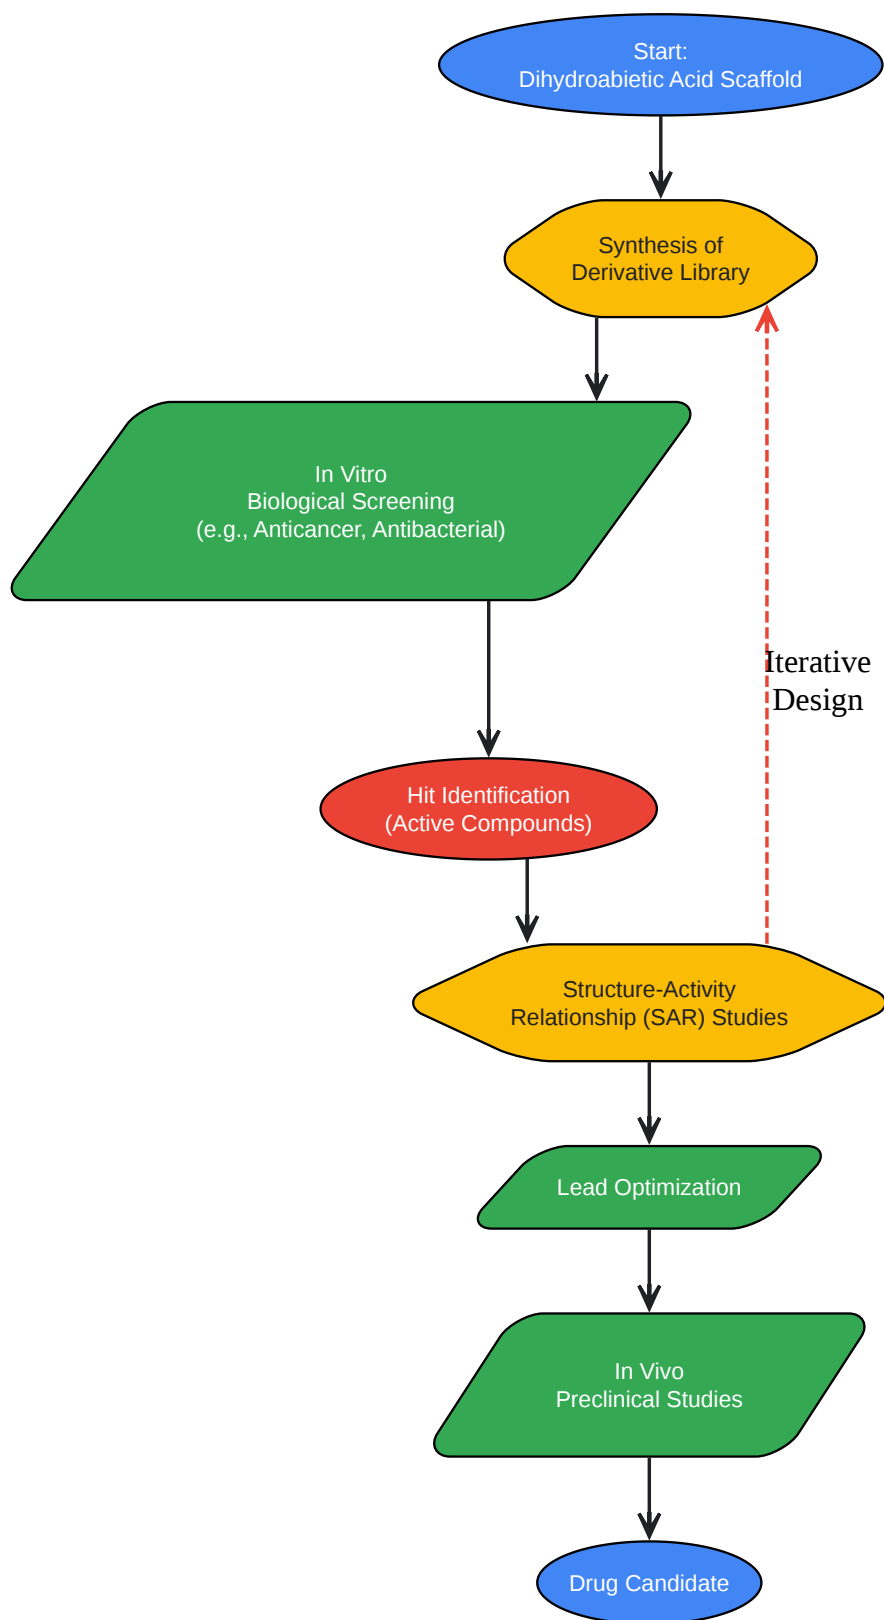 Start:
Dihydroabietic Acid Scaffold
Synthesis of
Derivative Library
In Vitro
Biological Screening
(e.g., Anticancer, Antibacterial)
Iterative
Design
Hit Identification
(Active Compounds)
Structure-Activity
Relationship (SAR) Studies
Lead Optimization
In Vivo
Preclinical Studies
Drug Candidate